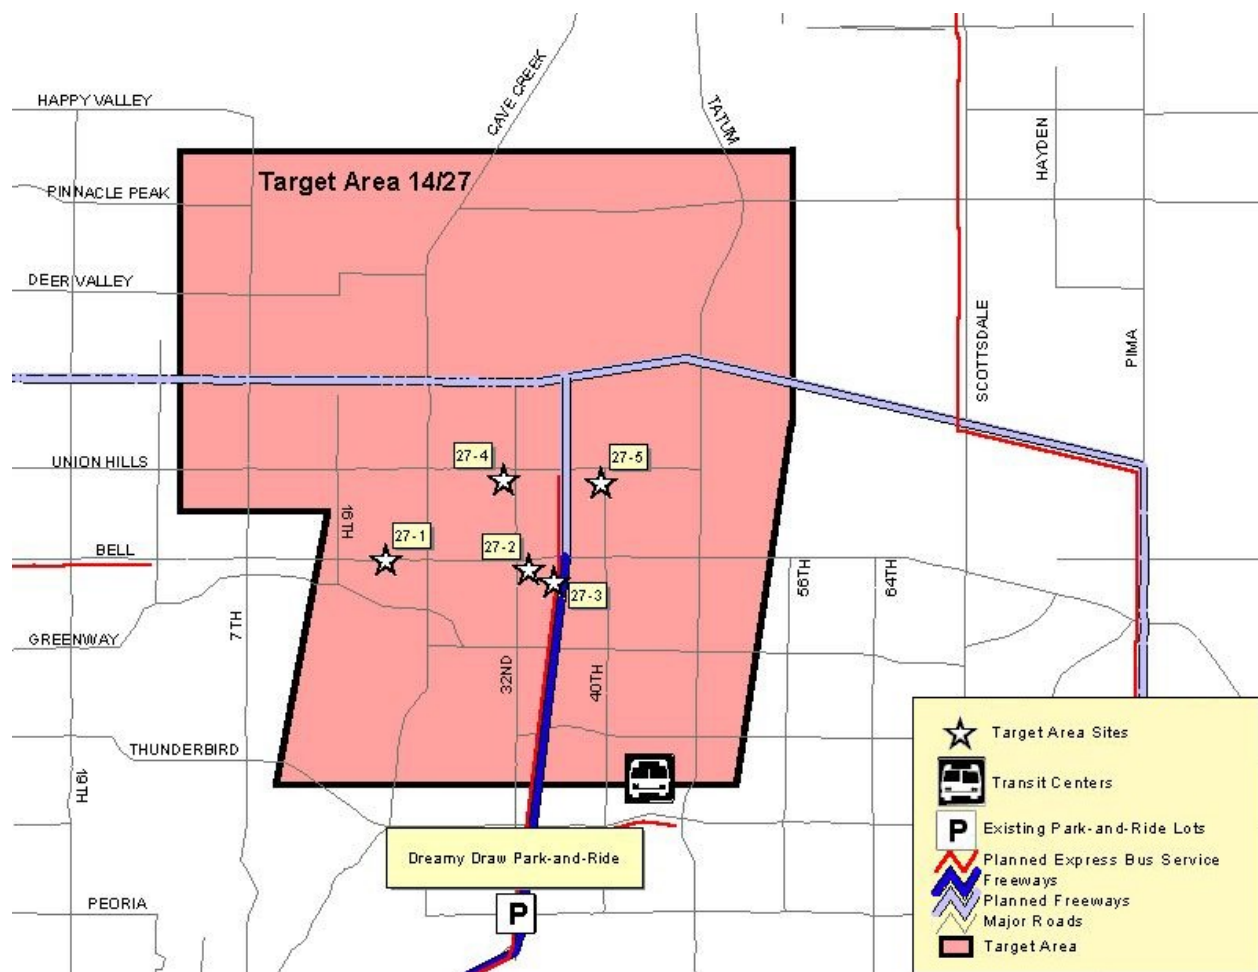 CAVE CREEK
TATUM
HAPPY VALLEY
HAYDEN
PINNACLE PEAK
Target Area 14/27
DEER VALLEY
SCOTTSDALE
PIMA
UNION HILLS
27-4
27-5
16TH
BELL
27-1
27-2
56TH
64TH
27-3
7TH
GREENWAY
32ND
40TH
THUNDERBIRD
19TH
Dreamy Draw Park-and-Ride
PEORIA
P
Target Area Sites
Transit Centers
P Existing Park-and-Ride Lots
Planned Express Bus Service
Freeways
Planned Freeways
Major Roads
Target Area